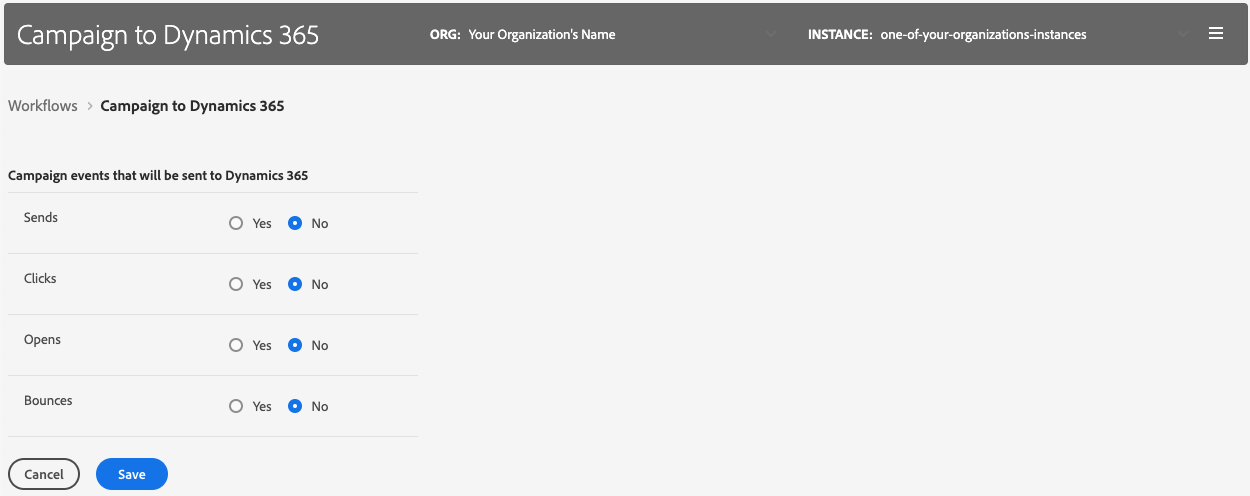 Campaign to Dynamics 365 ORG: Your Organization's Name INSTANCE: one-of-your-organizations-instances
Workflows > Campaign to Dynamics 365
Campaign events that will be sent to Dynamics 365
Sends Yes No
Clicks Yes No
Opens Yes No
Bounces Yes No
Cancel Save